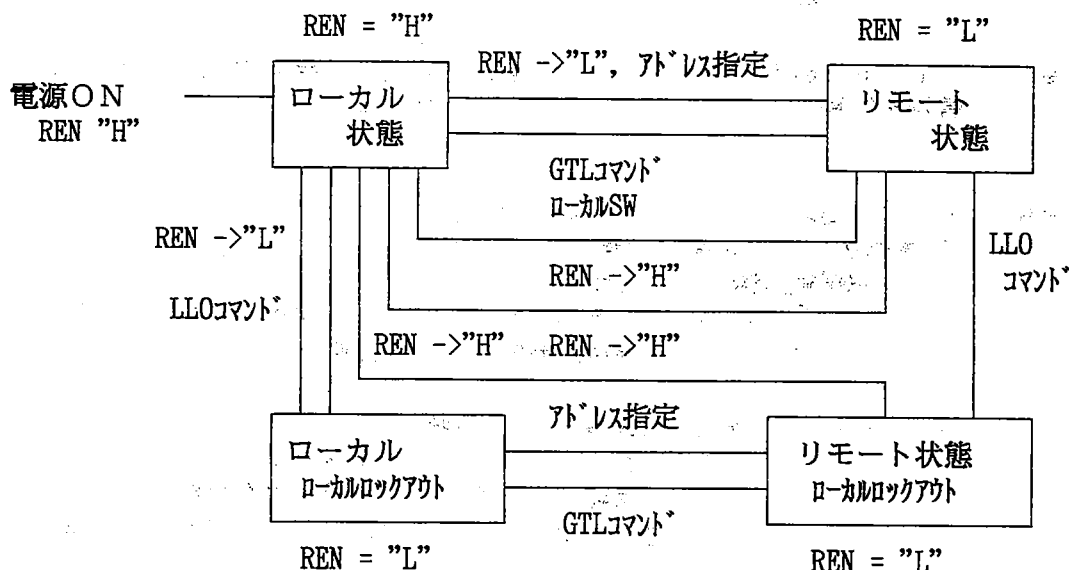 REN = "H"
REN = "L"
REN ->"L", アドレス指定
電源ON
REN "H"
ローカル
状態
リモート
状態
GTLコマンド
ローカルSW
REN ->"L"
LLO
コマンド
REN ->"H"
LLOコマンド
REN ->"H"
REN ->"H"
アドレス指定
ローカル
ローカルロックアウト
リモート状態
ローカルロックアウト
GTLコマンド
REN = "L"
REN = "L"